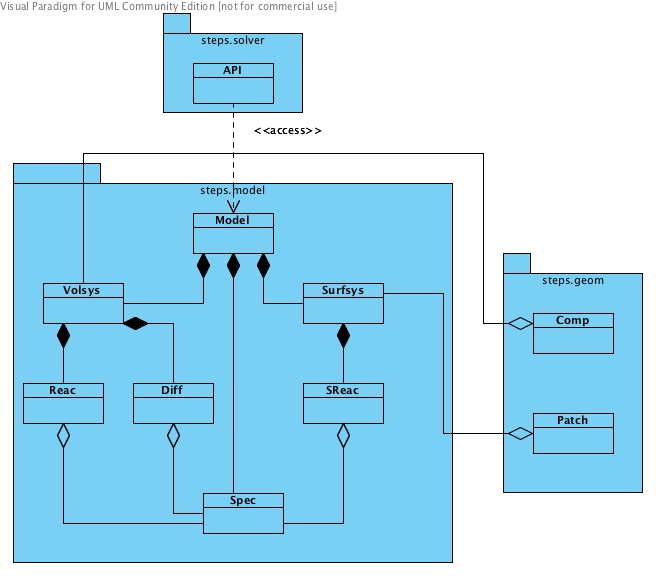 Visual Paradigm for UML Community Edition [not for commercial use]
steps.solver
API
<<access>>
steps.model
Model
Volsys
Surfsys
steps.geom
Comp
Reac
Diff
SReac
Patch
Spec